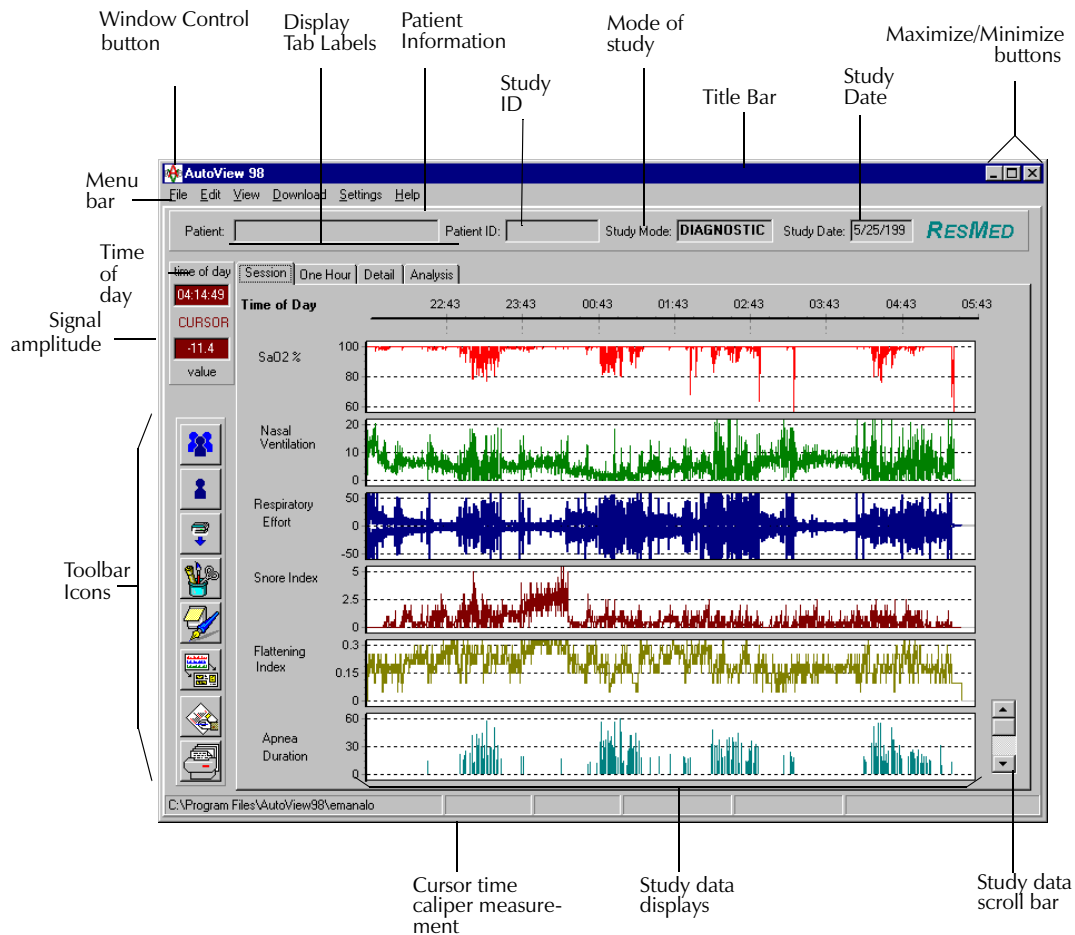 Window Control
button
Display
Tab Labels
Patient
Information
Study
ID
Mode of
study
Title Bar
Study
Date
Maximize/Minimize
buttons
Menu
bar
Time
of
day
Signal
amplitude
Toolbar
Icons
AutoView 98
File Edit View Download Settings Help
Patient: Patient ID: Study Mode: DIAGNOSTIC Study Date: 5/25/199 RESMED
time of day
04:14:49
CURSOR
-11.4
value
Session One Hour Detail Analysis
Time of Day 22:43 23:43 00:43 01:43 02:43 03:43 04:43 05:43
SaO2 %
100
80
60
Nasal
Ventilation
20
10
0
Respiratory
Effort
50
0
-50
Snore Index
5
2.5
0
Flattening
Index
0.3
0.15
0
Apnea
Duration
60
30
0
C:\Program Files\AutoView98\emanalo
Cursor time
caliper measure-
ment
Study data
displays
Study data
scroll bar